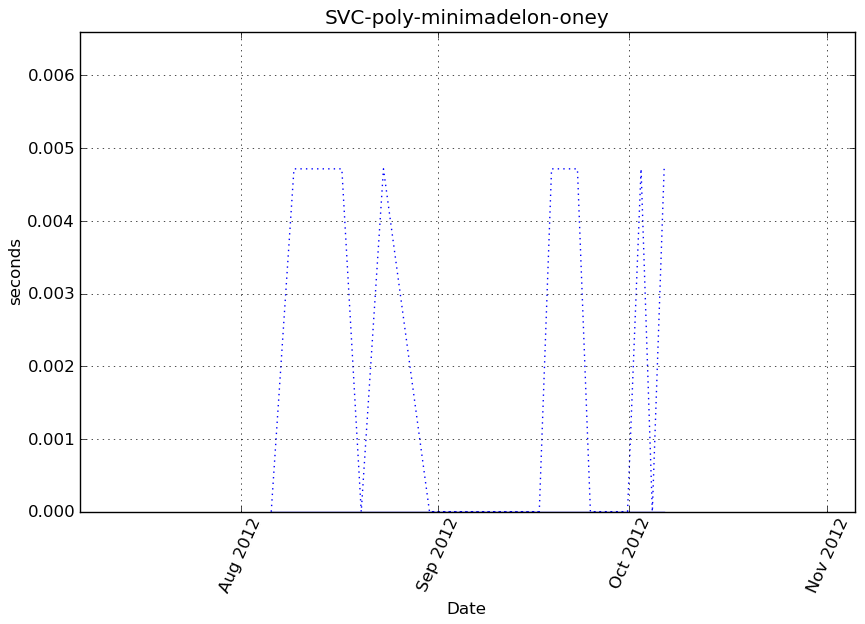 SVC-poly-minimadelon-oney
0.006
0.005
0.004
0.003
0.002
0.001
0.000
seconds
Aug 2012
Sep 2012
Oct 2012
Nov 2012
Date